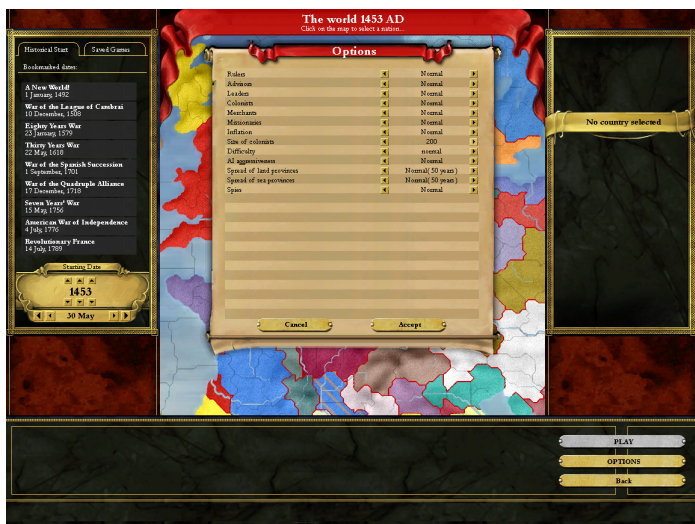 The world 1453 AD
Click on the map to select a nation...
Historical Start
Saved Games
Bookmarked dates:
A New World!
1 January, 1492
War of the League of Cambrai
10 December, 1508
Eighty Years War
23 January, 1579
Thirty Years War
22 May, 1618
War of the Spanish Succession
1 September, 1701
War of the Quadruple Alliance
17 December, 1718
Seven Years' War
15 May, 1756
American War of Independence
4 July, 1776
Revolutionary France
14 July, 1789
Starting Date
1453
30 May
Options
Rulers Normal
Advisors Normal
Leaders Normal
Colonists Normal
Merchants Normal
Missionaries Normal
Inflation Normal
Size of colonists 200
Difficulty normal
AI aggressiveness Normal
Spread of land provinces Normal( 50 years )
Spread of sea provinces Normal( 50 years )
Spies Normal
Cancel
Accept
No country selected
PLAY
OPTIONS
Back